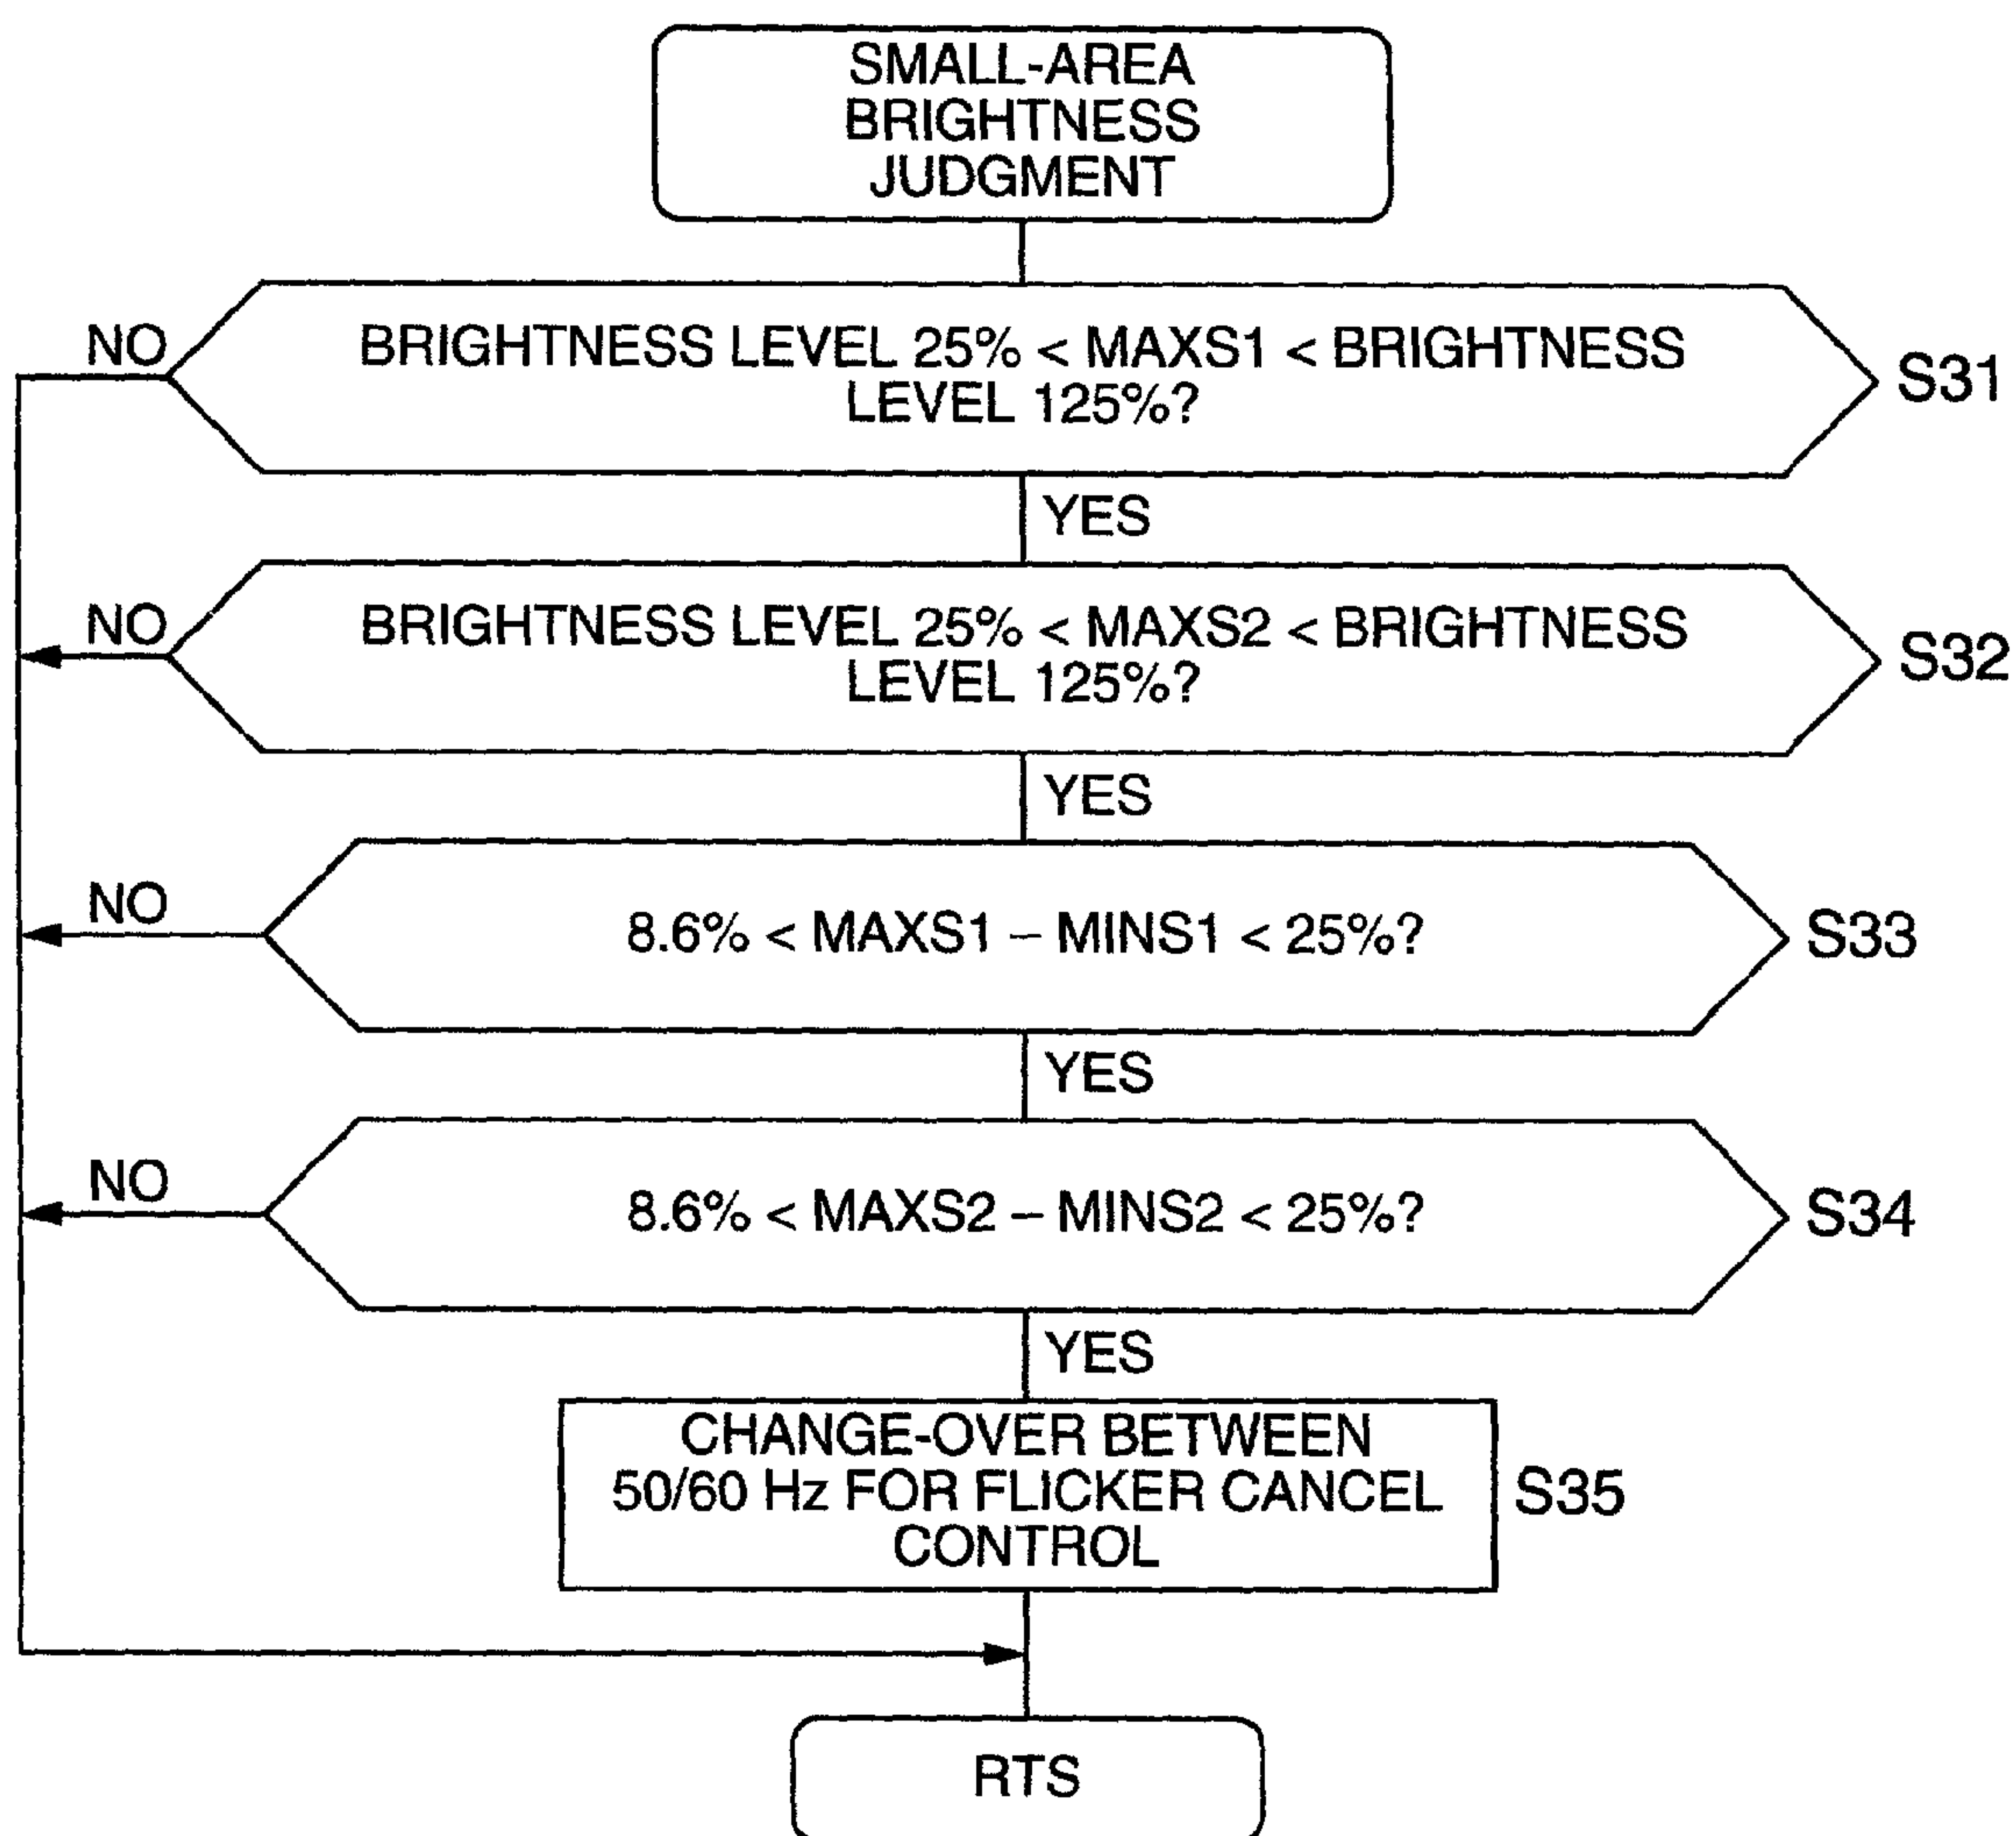 SMALL-AREA
BRIGHTNESS
JUDGMENT
NO
BRIGHTNESS LEVEL 25% < MAXS1 < BRIGHTNESS
LEVEL 125%?
S31
YES
NO
BRIGHTNESS LEVEL 25% < MAXS2 < BRIGHTNESS
LEVEL 125%?
S32
YES
NO
8.6% < MAXS1 – MINS1 < 25%?
S33
YES
NO
8.6% < MAXS2 – MINS2 < 25%?
S34
YES
CHANGE-OVER BETWEEN
50/60 Hz FOR FLICKER CANCEL
CONTROL
S35
RTS